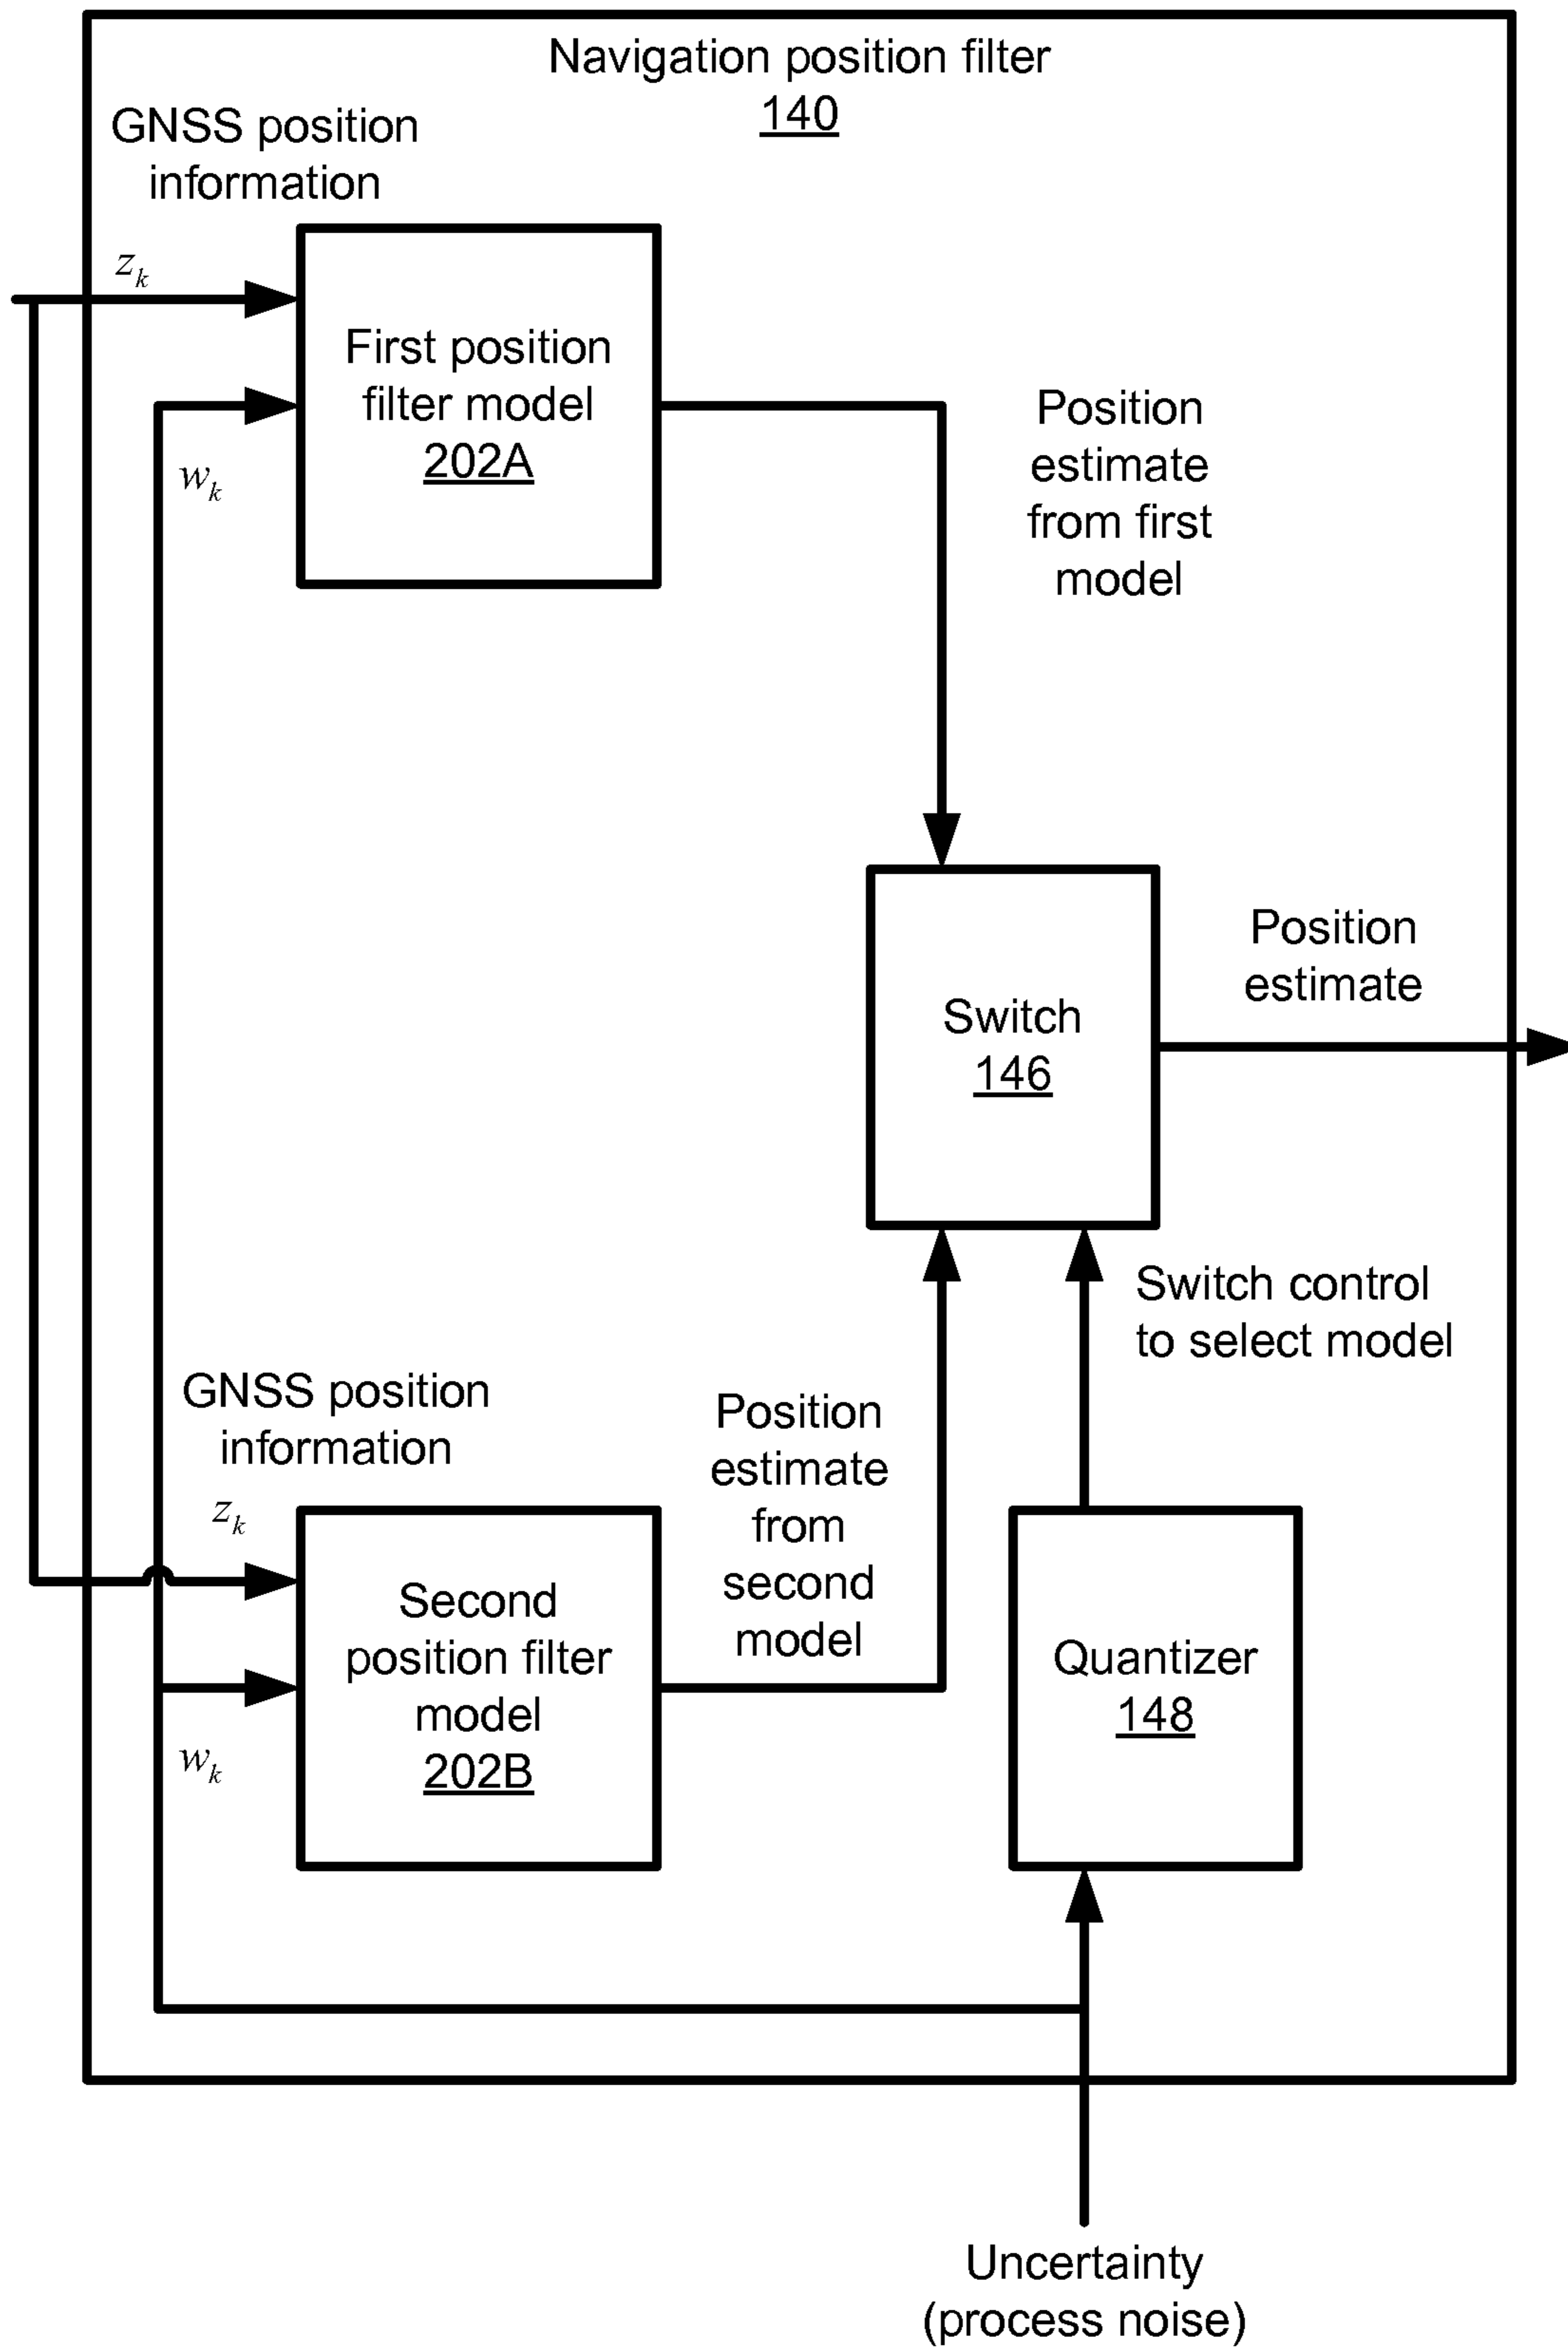 Navigation position filter
140
GNSS position
information
z_k
First position
filter model
202A
w_k
Position
estimate
from first
model
Switch
146
Position
estimate
Switch control
to select model
GNSS position
information
z_k
Second
position filter
model
202B
w_k
Position
estimate
from
second
model
Quantizer
148
Uncertainty
(process noise)